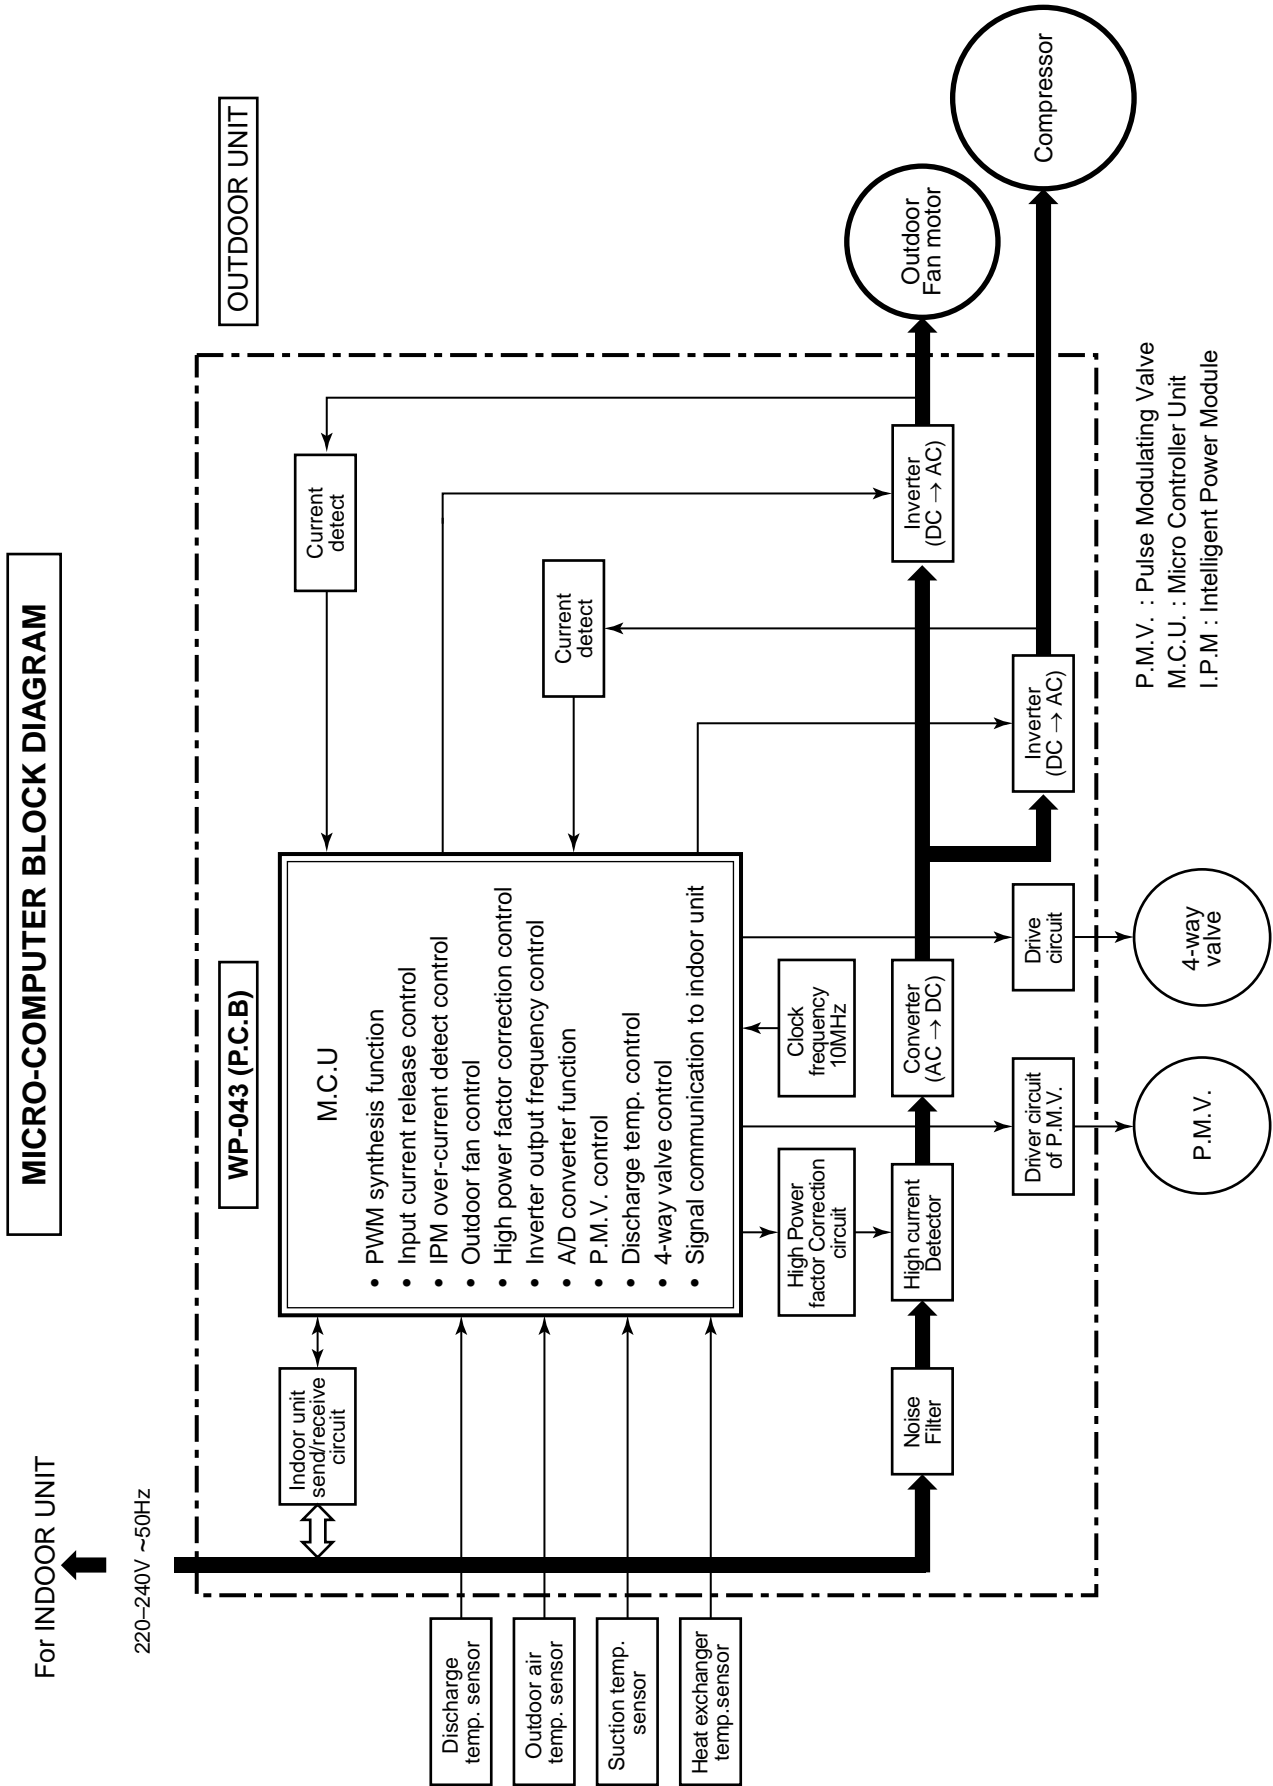 MICRO-COMPUTER BLOCK DIAGRAM
For INDOOR UNIT
220–240V ~50Hz
WP-043 (P.C.B)
OUTDOOR UNIT
Indoor unit
send/receive
circuit
M.C.U
• PWM synthesis function
• Input current release control
• IPM over-current detect control
• Outdoor fan control
• High power factor correction control
• Inverter output frequency control
• A/D converter function
• P.M.V. control
• Discharge temp. control
• 4-way valve control
• Signal communication to indoor unit
Current
detect
Current
detect
Discharge
temp. sensor
Outdoor air
temp. sensor
Suction temp.
sensor
Heat exchanger
temp.sensor
High Power
factor Correction
circuit
Clock
frequency
10MHz
Noise
Filter
High current
Detector
Converter
(AC → DC)
Inverter
(DC → AC)
Outdoor
Fan motor
Driver circuit
of P.M.V.
Drive
circuit
Inverter
(DC → AC)
Compressor
P.M.V.
4-way
valve
P.M.V. : Pulse Modulating Valve
M.C.U. : Micro Controller Unit
I.P.M : Intelligent Power Module